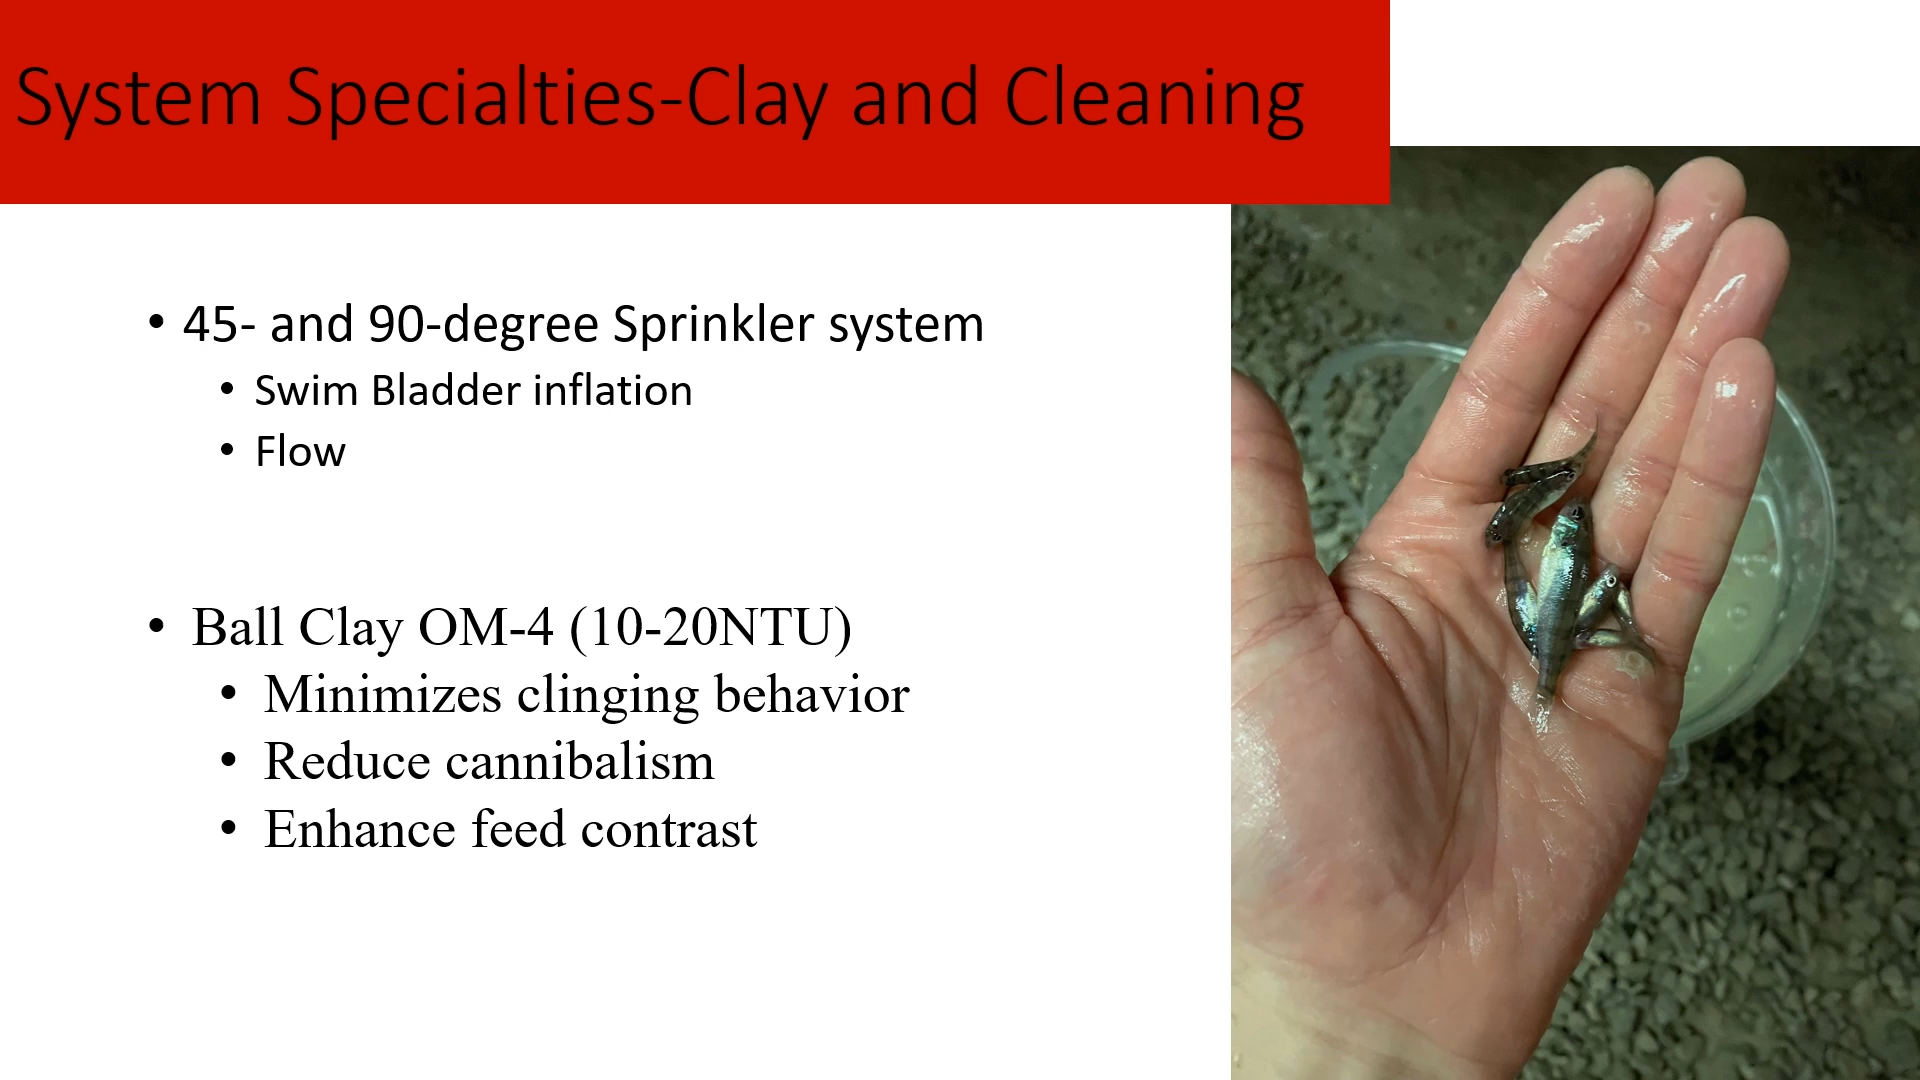 System Specialties-Clay and Cleaning
• 45- and 90-degree Sprinkler system
• Swim Bladder inflation
• Flow
• Ball Clay OM-4 (10-20NTU)
• Minimizes clinging behavior
• Reduce cannibalism
• Enhance feed contrast